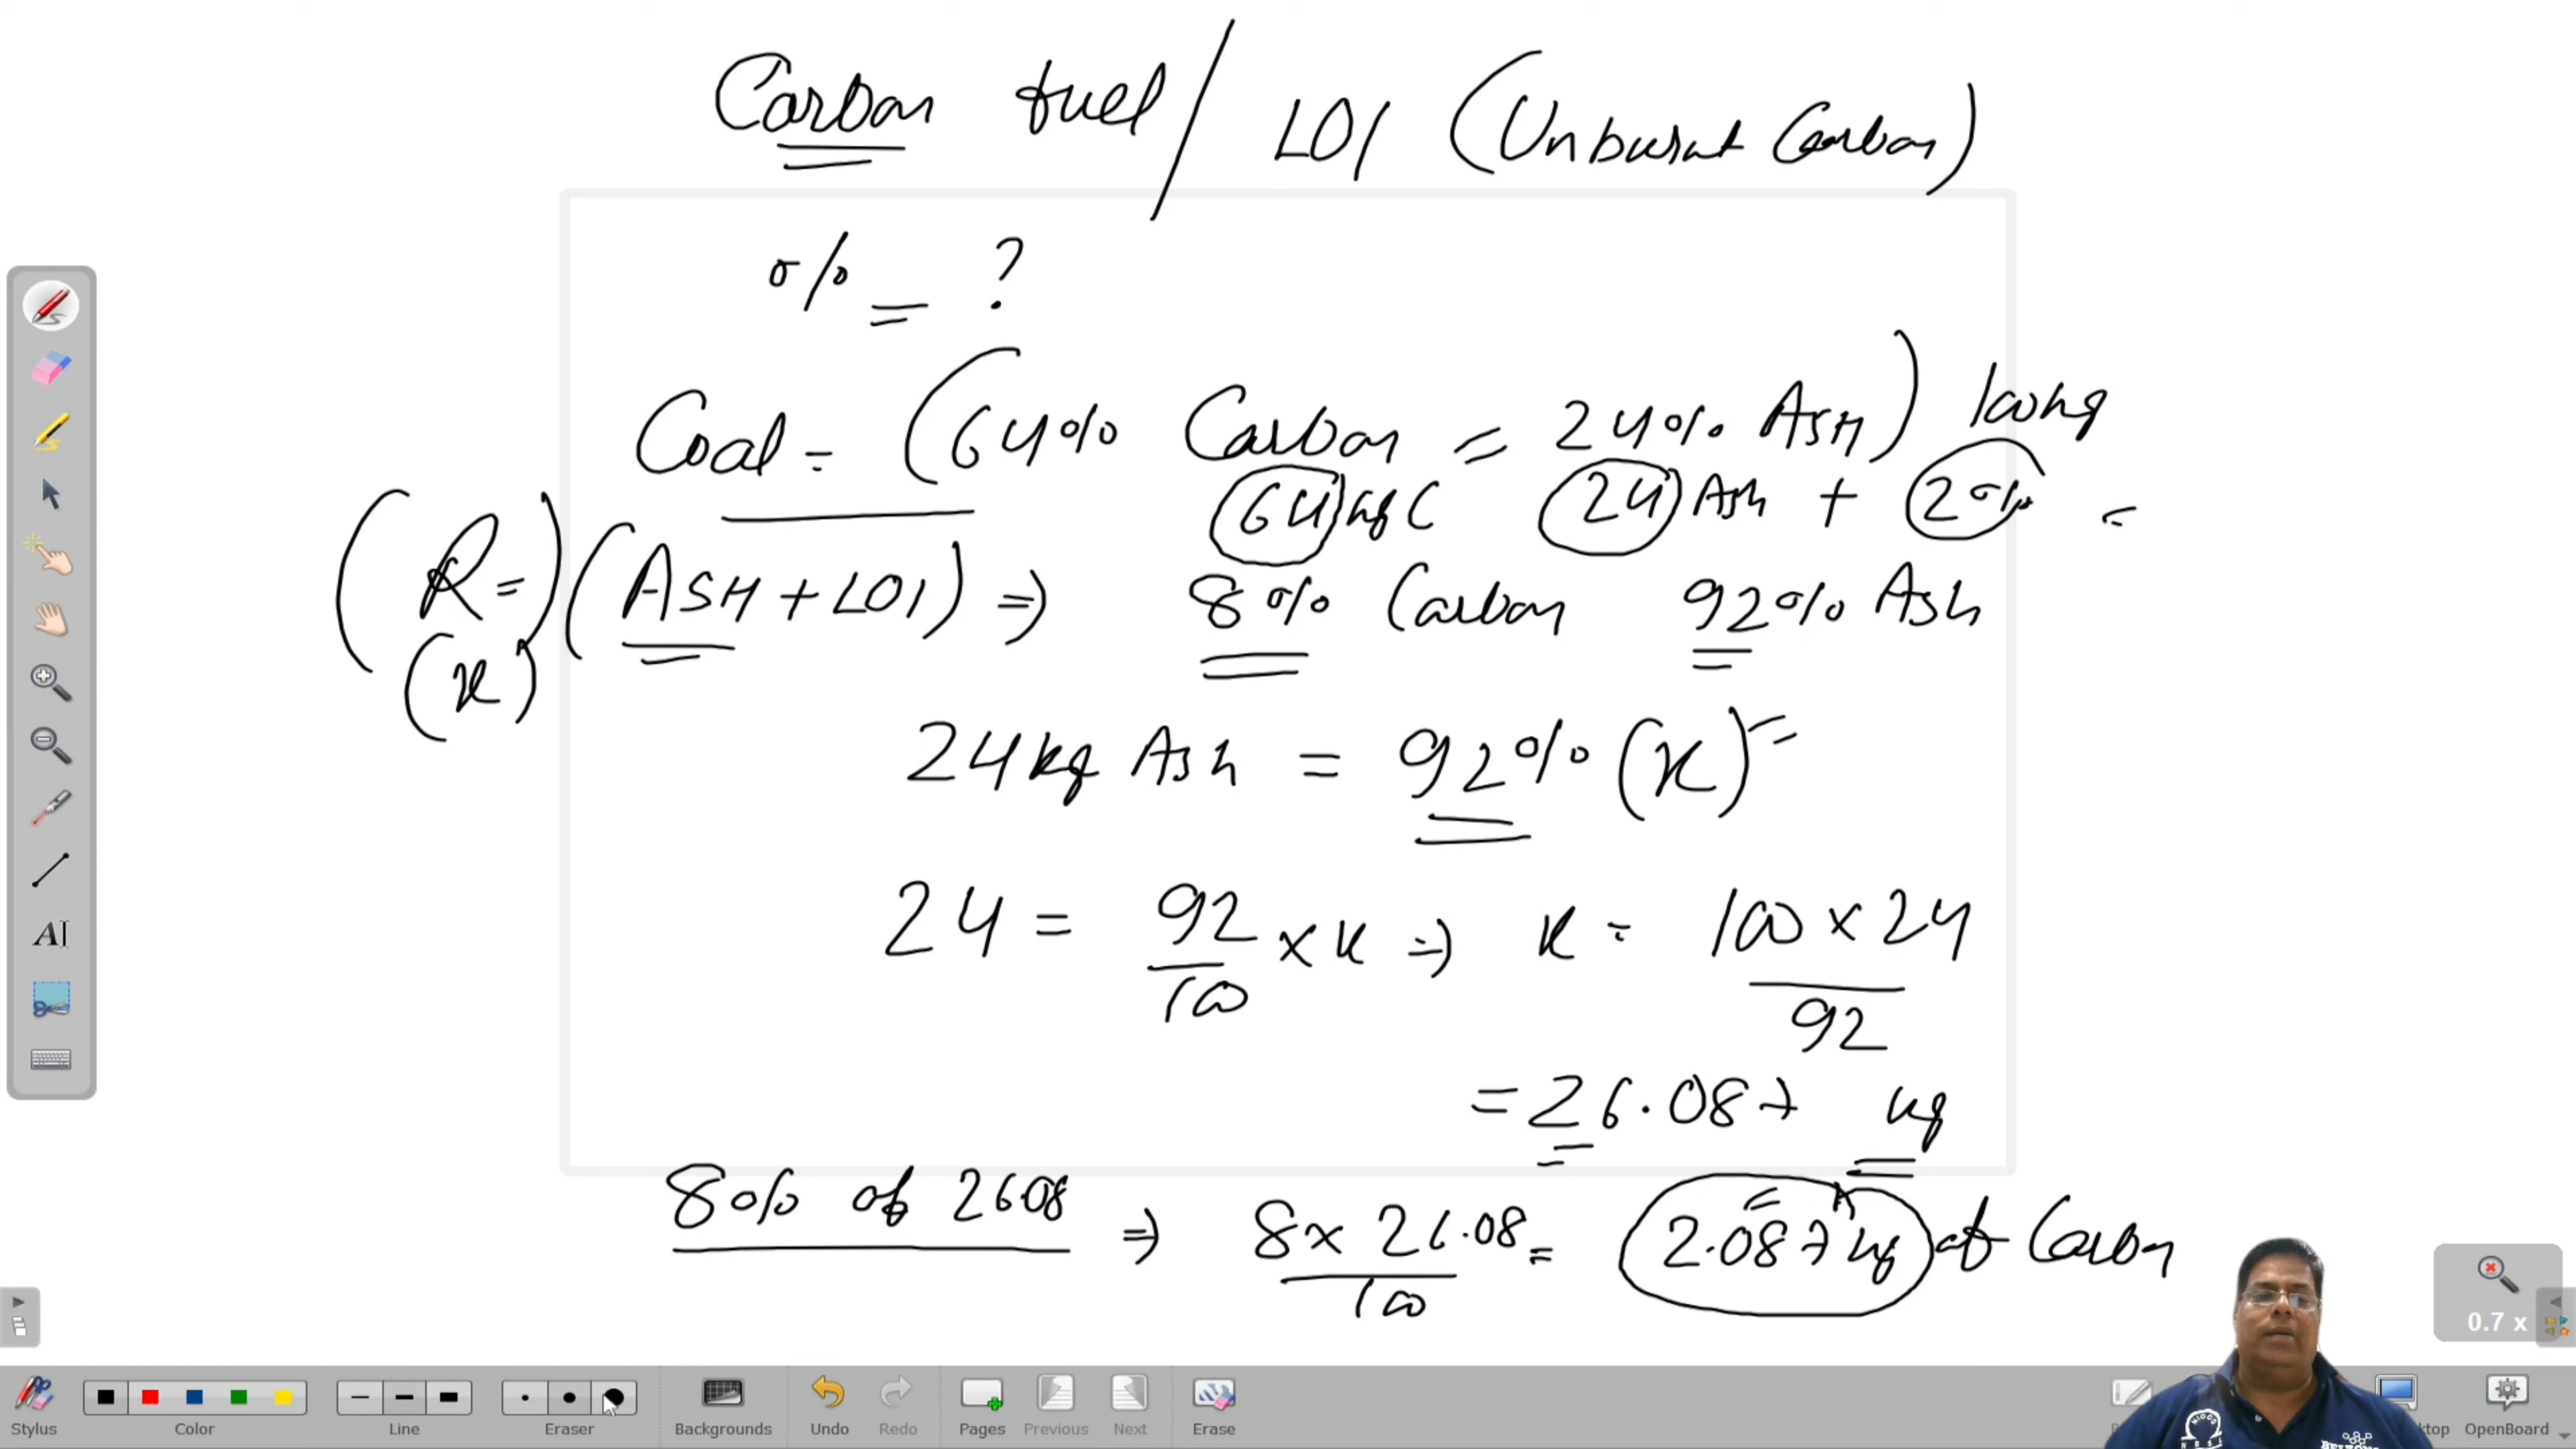 Carbon fuel / LOI (Unburnt Carbon)
% = ?
Coal = (64% Carbon = 24% ASH) 100kg
64 kg C 24 Ash + 20% =
(R=) (ASH + LOI) ⇒ 8% Carbon 92% Ash
(x)
24 kg Ash = 92% (x) =
24 = 92/100 × x ⇒ x = 100 × 24 / 92
= 26.087 kg
8% of 26.08 ⇒ 8 × 26.08 / 100 = 2.087 kg of Carbon
0.7 x
Stylus Color Line Eraser Backgrounds Undo Redo Pages Previous Next Erase OpenBoard